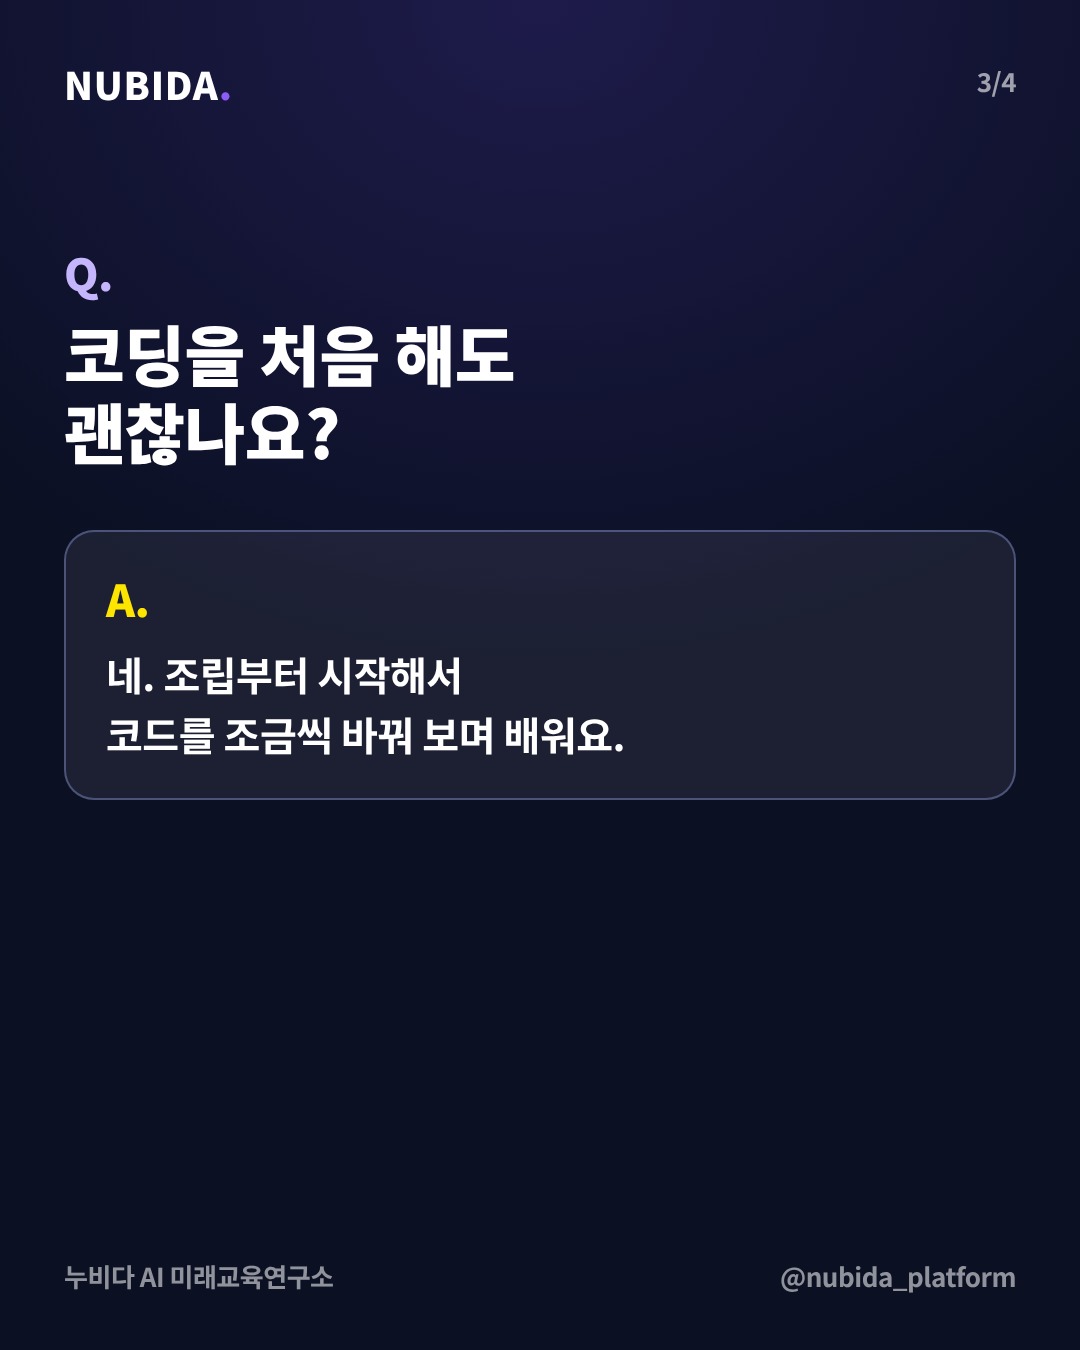 NUBIDA.
3/4
Q.
코딩을 처음 해도
괜찮나요?
A.
네. 조립부터 시작해서
코드를 조금씩 바꿔 보며 배워요.
누비다 AI 미래교육연구소
@nubida_platform